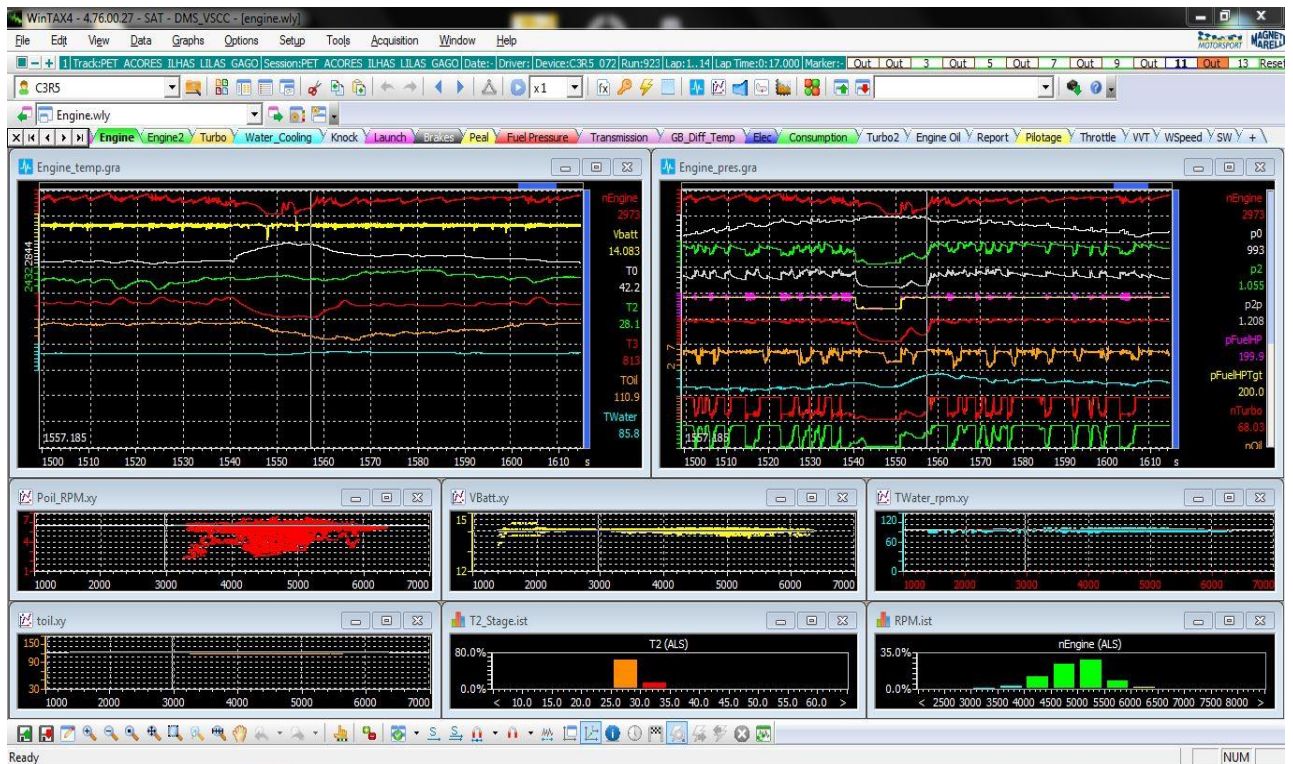 WinTAX4 - 4.76.00.27 - SAT - DMS_VSCC - [engine.wly]
File Edit View Data Graphs Options Setup Tools Acquisition Window Help
MOTORSPORT MAGNETI MARELLI
1 Track:PET ACORES ILHAS LILAS GAGO Session:PET ACORES ILHAS LILAS GAGO Date:- Driver: Device:C3R5 072 Run:923 Lap:1..14 Lap Time:0:17.000 Marker:- Out Out 3 Out 5 Out 7 Out 9 Out 11 Out 13 Reset
C3R5 x1
Engine.wly
Engine Engine2 Turbo Water_Cooling Knock Launch Brakes Peal Fuel Pressure Transmission GB_Diff_Temp Elec Consumption Turbo2 Engine Oil Report Pilotage Throttle VVT WSpeed SW +
Engine_temp.gra
nEngine
2973
Vbatt
14.083
T0
42.2
T2
28.1
T3
813
TOil
110.9
TWater
85.8
2432 2844
1557.185
1500 1510 1520 1530 1540 1550 1560 1570 1580 1590 1600 1610 s
Engine_pres.gra
nEngine
2973
p0
993
p2
1.055
p2p
1.208
pFuelHP
199.9
pFuelHPTgt
200.0
nTurbo
68.03
nOil
1557.185
1500 1510 1520 1530 1540 1550 1560 1570 1580 1590 1600 1610 s
Poil_RPM.xy
7
4
1
1000 2000 3000 4000 5000 6000 7000
VBatt.xy
15
12
1000 2000 3000 4000 5000 6000 7000
TWater_rpm.xy
120
60
0
1000 2000 3000 4000 5000 6000 7000
toil.xy
150
90
30
1000 2000 3000 4000 5000 6000 7000
T2_Stage.ist
T2 (ALS)
80.0%
0.0%
< 10.0 15.0 20.0 25.0 30.0 35.0 40.0 45.0 50.0 55.0 60.0 >
RPM.ist
nEngine (ALS)
35.0%
0.0%
< 2500 3000 3500 4000 4500 5000 5500 6000 6500 7000 7500 8000 >
Ready
NUM